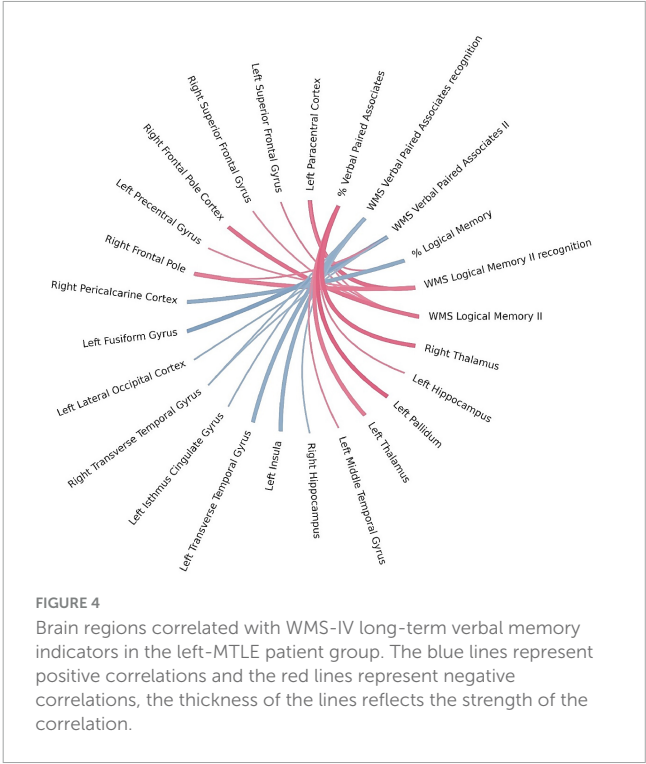 Left Paracentral Cortex
% Verbal Paired Associates
WMS Verbal Paired Associates recognition
WMS Verbal Paired Associates II
% Logical Memory
WMS Logical Memory II recognition
WMS Logical Memory II
Right Thalamus
Left Hippocampus
Left Pallidum
Left Thalamus
Left Middle Temporal Gyrus
Right Hippocampus
Left Insula
Left Transverse Temporal Gyrus
Left Isthmus Cingulate Gyrus
Right Transverse Temporal Gyrus
Left Lateral Occipital Cortex
Left Fusiform Gyrus
Right Pericalcarine Cortex
Right Frontal Pole
Left Precentral Gyrus
Right Frontal Pole Cortex
Right Superior Frontal Gyrus
Left Superior Frontal Gyrus
FIGURE 4
Brain regions correlated with WMS-IV long-term verbal memory
indicators in the left-MTLE patient group. The blue lines represent
positive correlations and the red lines represent negative
correlations, the thickness of the lines reflects the strength of the
correlation.